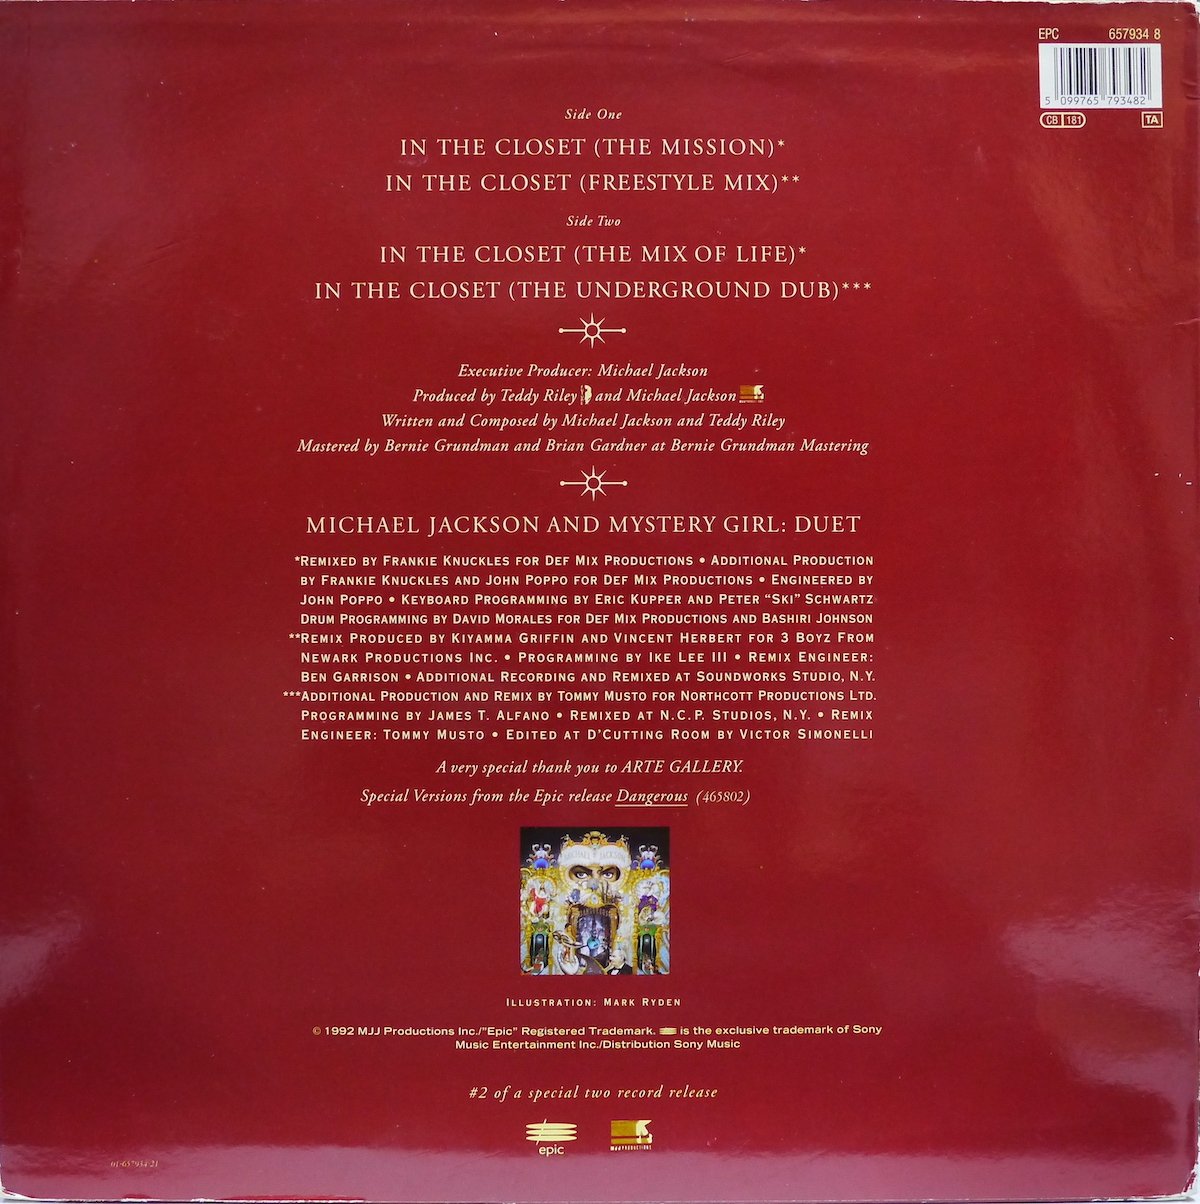 EPC 657934 8
5 099765 793482
CB 181 TA
Side One
IN THE CLOSET (THE MISSION)*
IN THE CLOSET (FREESTYLE MIX)**
Side Two
IN THE CLOSET (THE MIX OF LIFE)*
IN THE CLOSET (THE UNDERGROUND DUB)***
Executive Producer: Michael Jackson
Produced by Teddy Riley and Michael Jackson
Written and Composed by Michael Jackson and Teddy Riley
Mastered by Bernie Grundman and Brian Gardner at Bernie Grundman Mastering
MICHAEL JACKSON AND MYSTERY GIRL: DUET
*REMIXED BY FRANKIE KNUCKLES FOR DEF MIX PRODUCTIONS • ADDITIONAL PRODUCTION
BY FRANKIE KNUCKLES AND JOHN POPPO FOR DEF MIX PRODUCTIONS • ENGINEERED BY
JOHN POPPO • KEYBOARD PROGRAMMING BY ERIC KUPPER AND PETER “SKI” SCHWARTZ
DRUM PROGRAMMING BY DAVID MORALES FOR DEF MIX PRODUCTIONS AND BASHIRI JOHNSON
**REMIX PRODUCED BY KIYAMMA GRIFFIN AND VINCENT HERBERT FOR 3 BOYZ FROM
NEWARK PRODUCTIONS INC. • PROGRAMMING BY IKE LEE III • REMIX ENGINEER:
BEN GARRISON • ADDITIONAL RECORDING AND REMIXED AT SOUNDWORKS STUDIO, N.Y.
***ADDITIONAL PRODUCTION AND REMIX BY TOMMY MUSTO FOR NORTHCOTT PRODUCTIONS LTD.
PROGRAMMING BY JAMES T. ALFANO • REMIXED AT N.C.P. STUDIOS, N.Y. • REMIX
ENGINEER: TOMMY MUSTO • EDITED AT D'CUTTING ROOM BY VICTOR SIMONELLI
A very special thank you to ARTE GALLERY.
Special Versions from the Epic release Dangerous (465802)
MICHAEL JACKSON
ILLUSTRATION: MARK RYDEN
© 1992 MJJ Productions Inc./"Epic" Registered Trademark. is the exclusive trademark of Sony
Music Entertainment Inc./Distribution Sony Music
#2 of a special two record release
epic MJJ PRODUCTIONS
01-657934-21